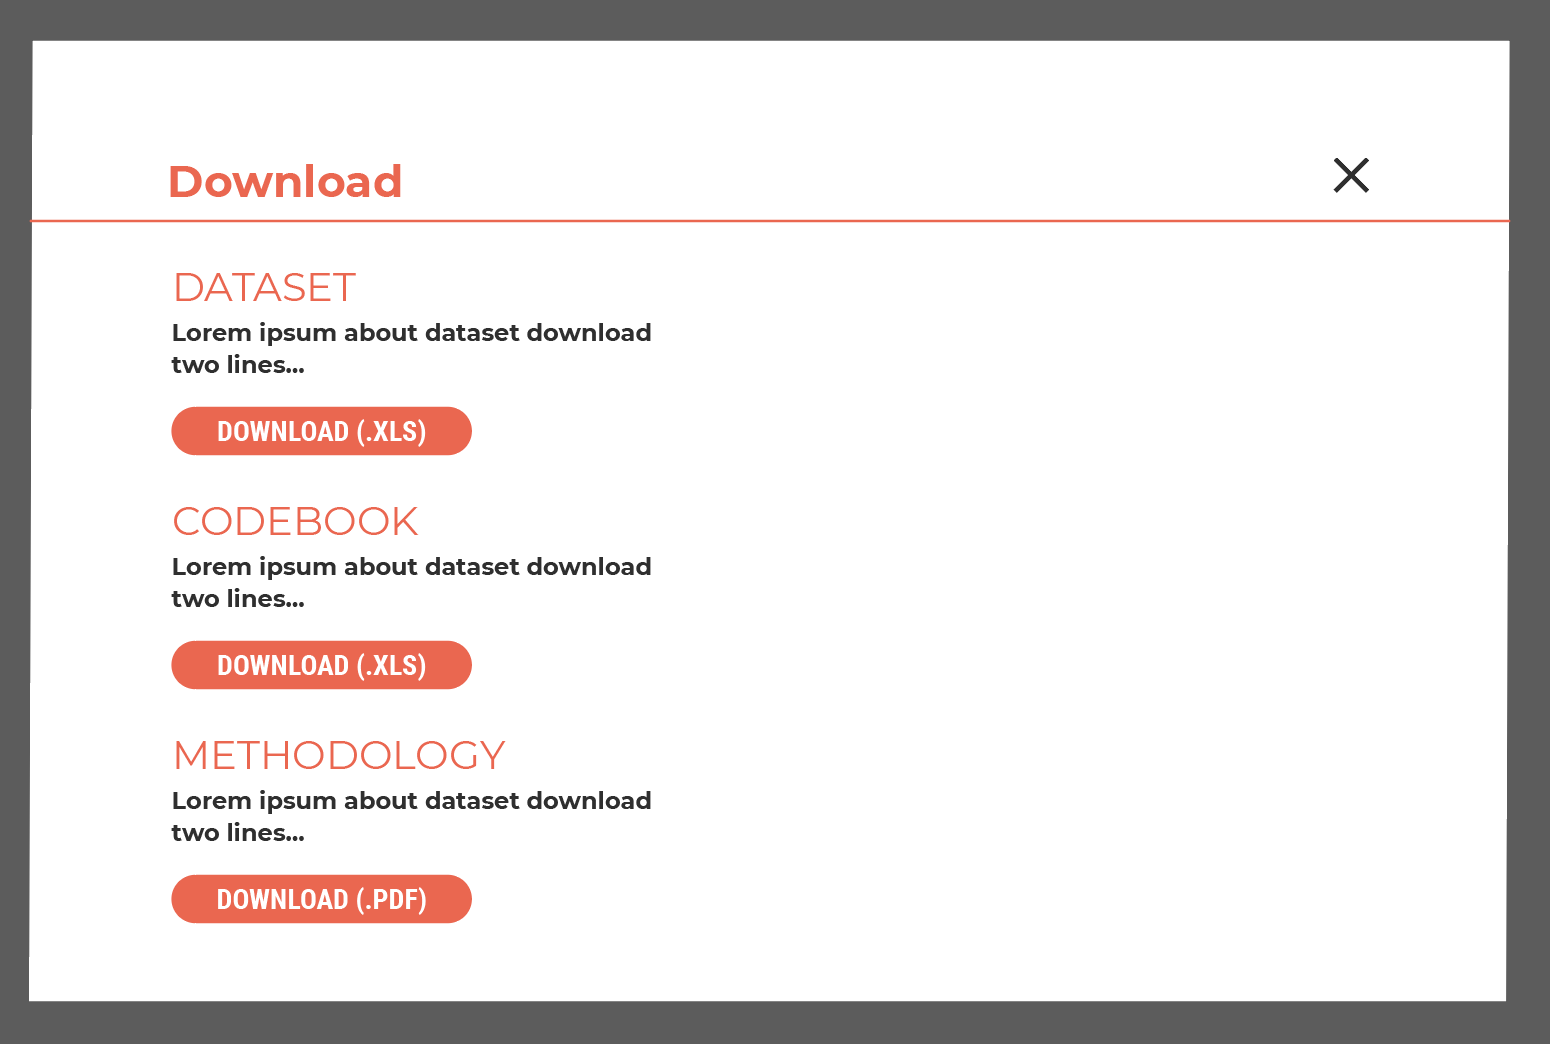 Download
DATASET
Lorem ipsum about dataset download
two lines...
DOWNLOAD (.XLS)
CODEBOOK
Lorem ipsum about dataset download
two lines...
DOWNLOAD (.XLS)
METHODOLOGY
Lorem ipsum about dataset download
two lines...
DOWNLOAD (.PDF)